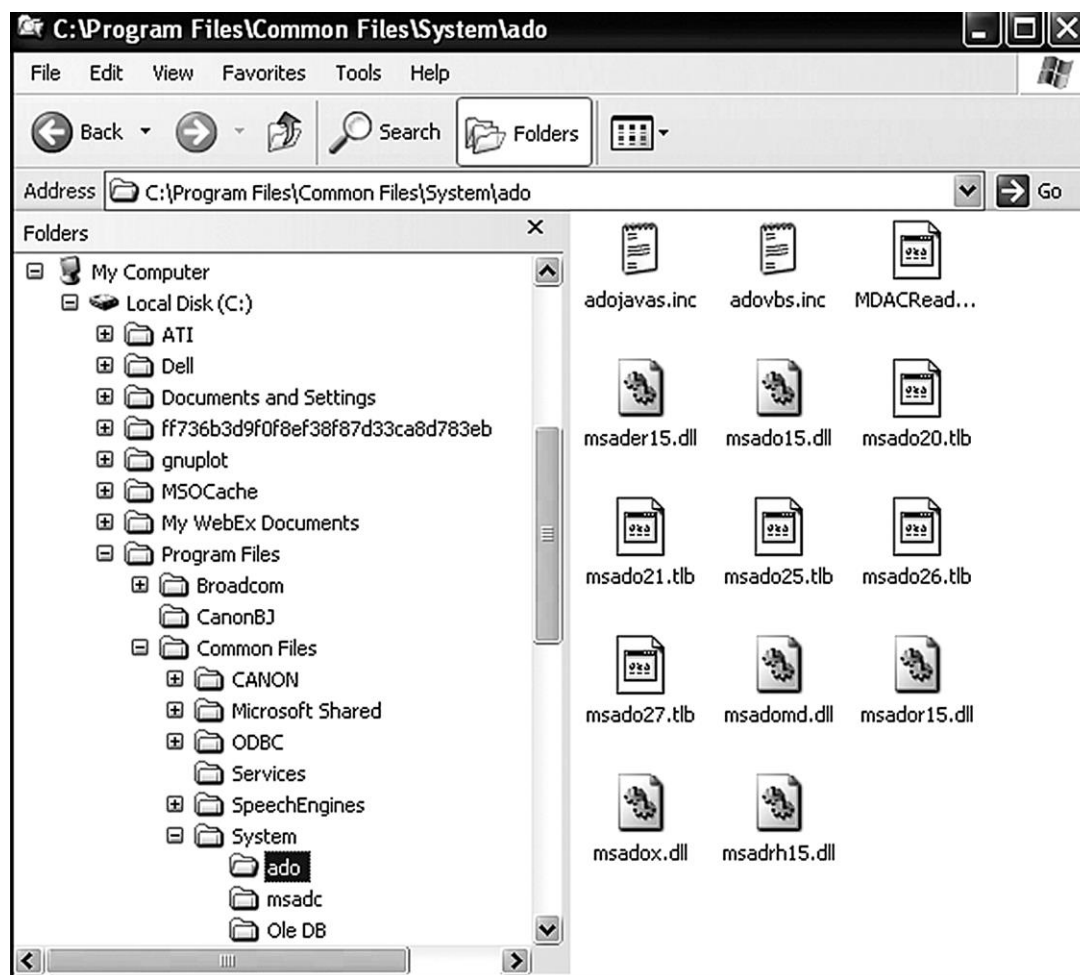 C:\Program Files\Common Files\System\ado
File Edit View Favorites Tools Help
Back Search Folders
Address C:\Program Files\Common Files\System\ado Go
Folders
My Computer
Local Disk (C:)
ATI
Dell
Documents and Settings
ff736b3d9f0f8ef38f87d33ca8d783eb
gnuplot
MSOCache
My WebEx Documents
Program Files
Broadcom
CanonBJ
Common Files
CANON
Microsoft Shared
ODBC
Services
SpeechEngines
System
ado
msadc
Ole DB
adojavas.inc adovbs.inc MDACRead...
msader15.dll msado15.dll msado20.tlb
msado21.tlb msado25.tlb msado26.tlb
msado27.tlb msadomd.dll msador15.dll
msadox.dll msadrh15.dll